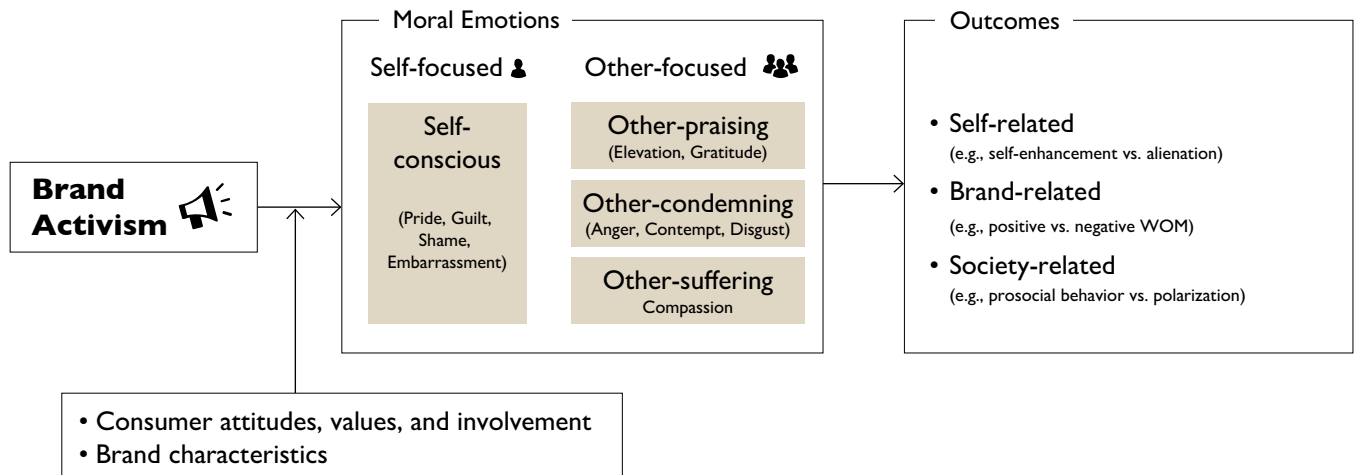 Moral Emotions
Self-focused
Other-focused
Self-
conscious
(Pride, Guilt,
Shame,
Embarrassment)
Other-praising
(Elevation, Gratitude)
Other-condemning
(Anger, Contempt, Disgust)
Other-suffering
Compassion
Outcomes
• Self-related
(e.g., self-enhancement vs. alienation)
• Brand-related
(e.g., positive vs. negative WOM)
• Society-related
(e.g., prosocial behavior vs. polarization)
Brand
Activism
• Consumer attitudes, values, and involvement
• Brand characteristics